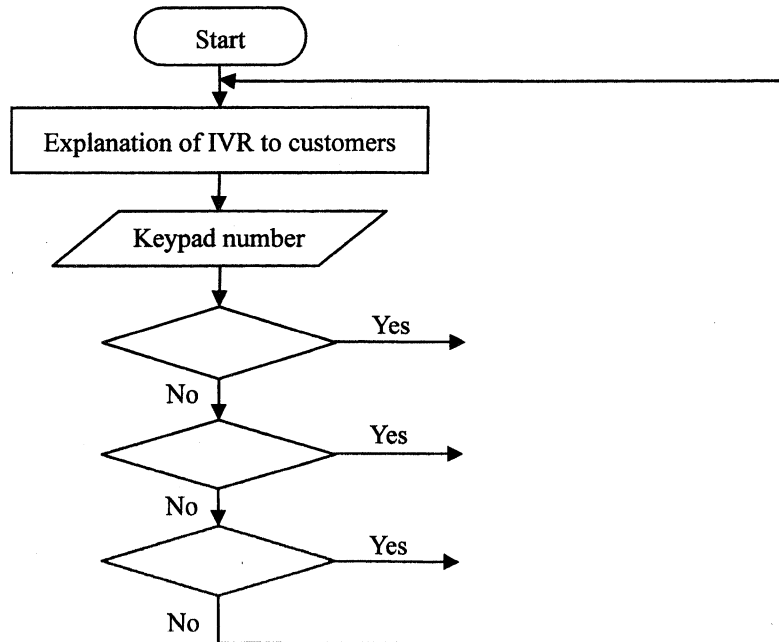 Start
Explanation of IVR to customers
Keypad number
Yes
No
Yes
No
Yes
No